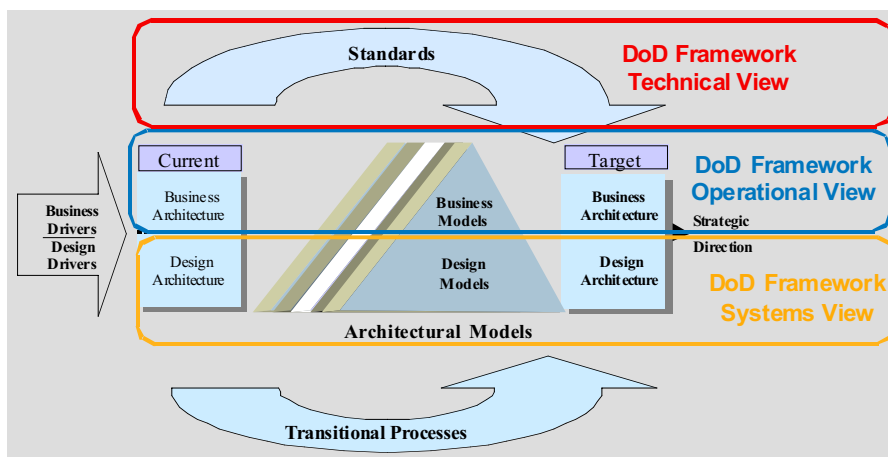 Standards
DoD Framework
Technical View
Current
Target
DoD Framework
Operational View
Business
Drivers
Design
Drivers
Business
Architecture
Business
Models
Business
Architecture
Strategic
Direction
Design
Architecture
Design
Models
Design
Architecture
DoD Framework
Systems View
Architectural Models
Transitional Processes